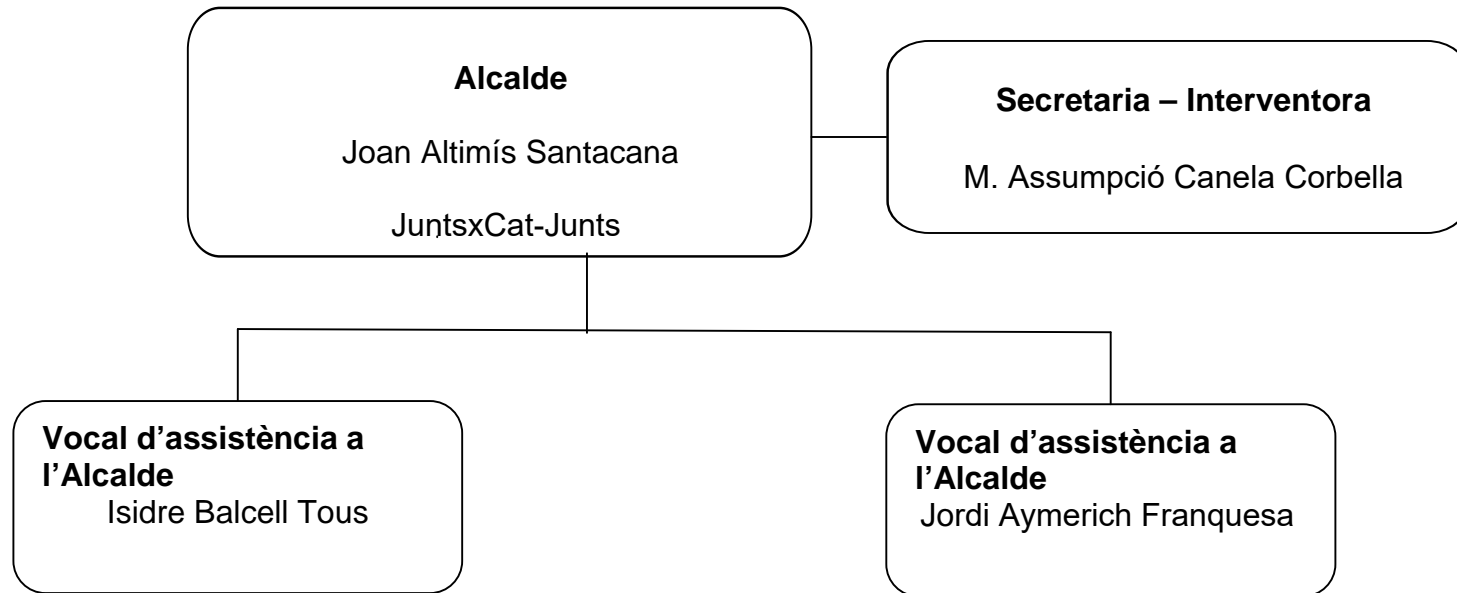 Alcalde
Joan Altimís Santacana
JuntsxCat-Junts
Secretaria – Interventora
M. Assumpció Canela Corbella
Vocal d’assistència a
l’Alcalde
Isidre Balcell Tous
Vocal d’assistència a
l’Alcalde
Jordi Aymerich Franquesa